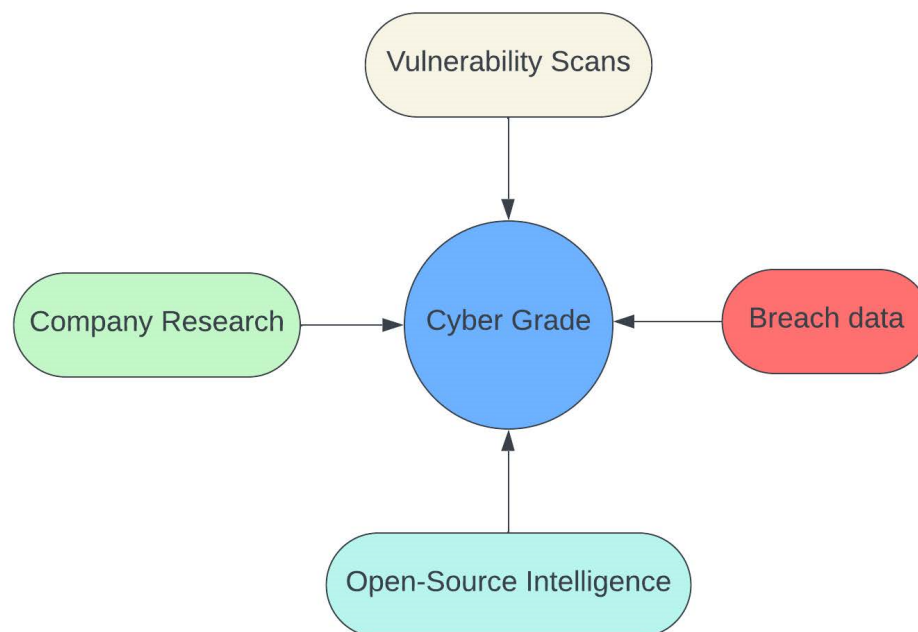 Vulnerability Scans
Company Research
Cyber Grade
Breach data
Open-Source Intelligence